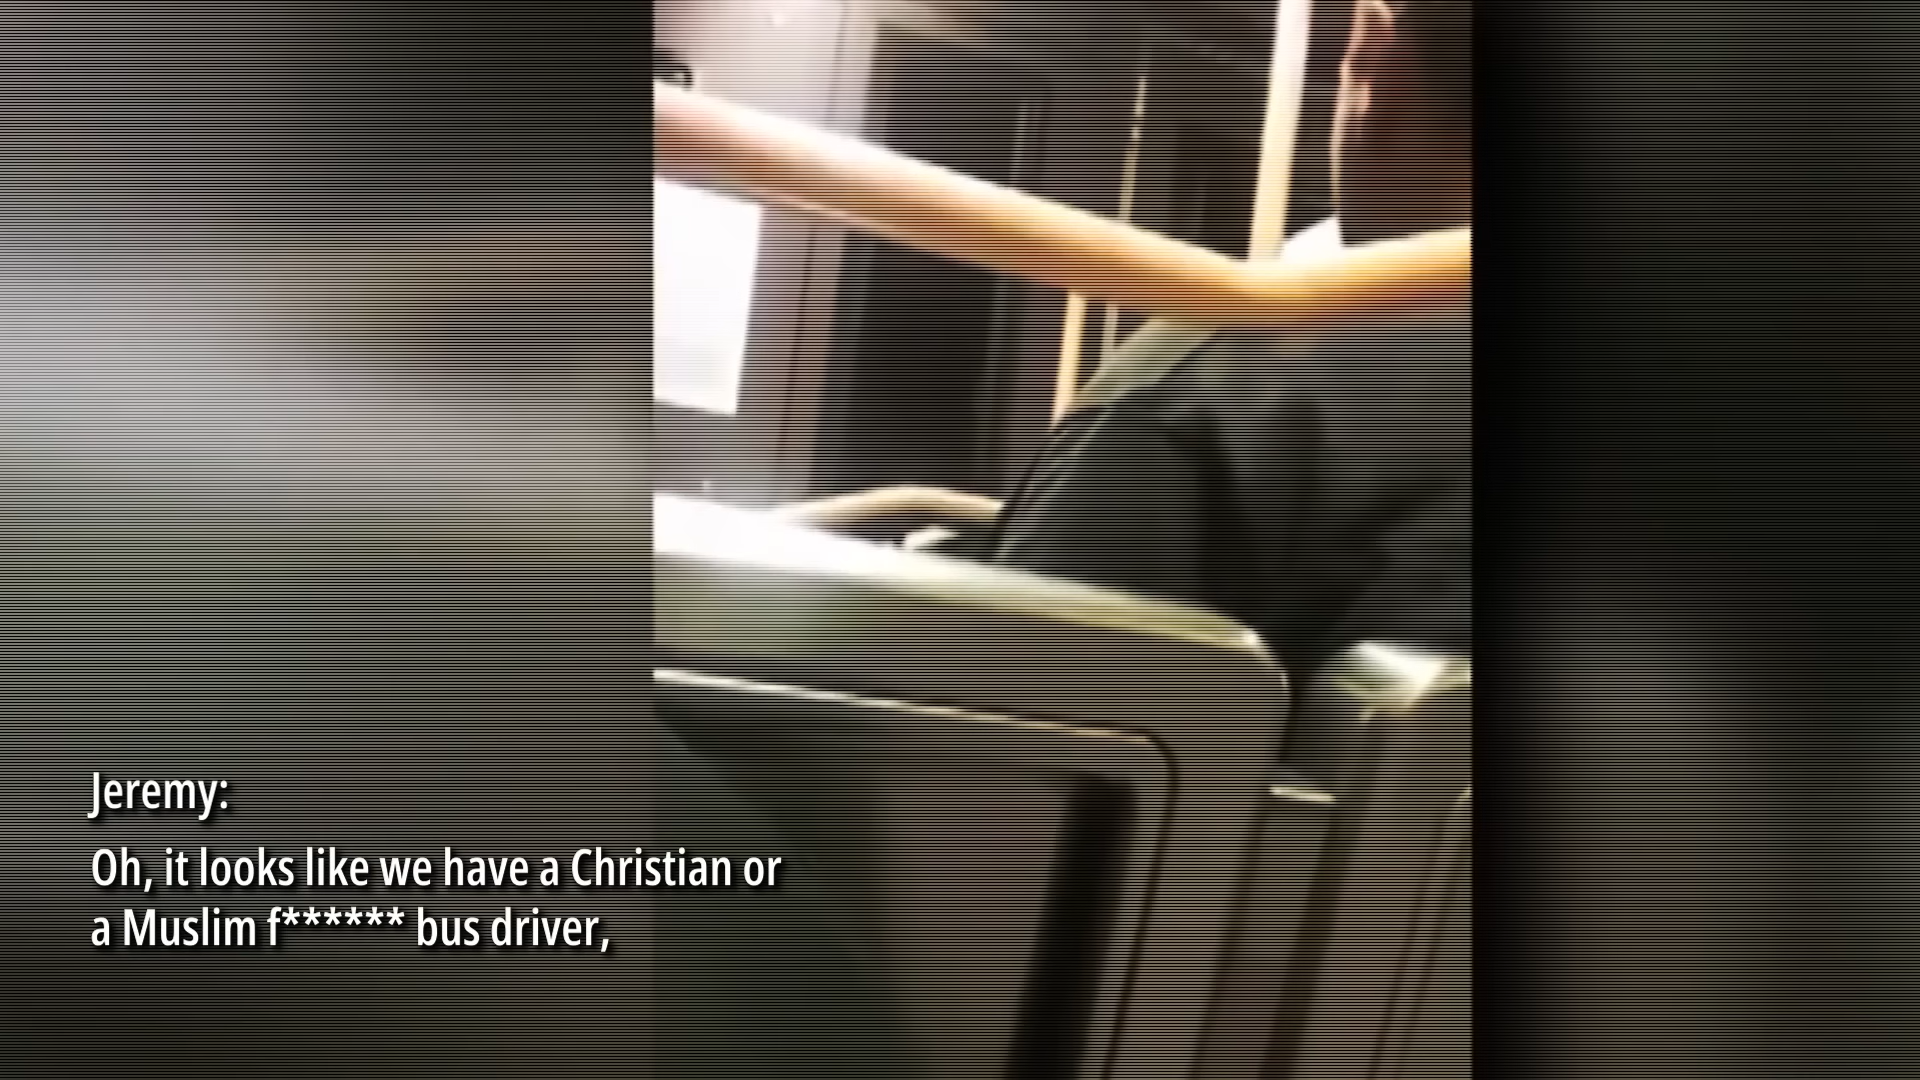 Jeremy:
Oh, it looks like we have a Christian or
a Muslim f****** bus driver,